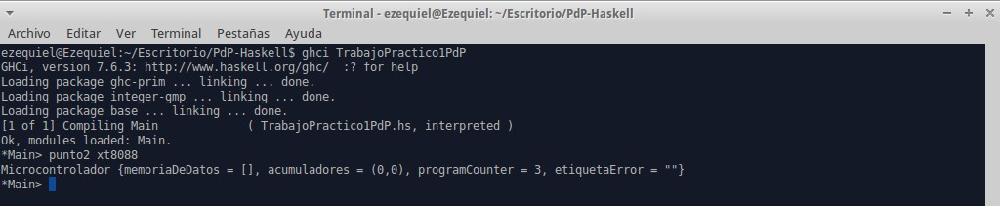 Terminal - ezequiel@Ezequiel: ~/Escritorio/PdP-Haskell
Archivo Editar Ver Terminal Pestañas Ayuda
ezequiel@Ezequiel:~/Escritorio/PdP-Haskell$ ghci TrabajoPractico1PdP
GHCi, version 7.6.3: http://www.haskell.org/ghc/  :? for help
Loading package ghc-prim ... linking ... done.
Loading package integer-gmp ... linking ... done.
Loading package base ... linking ... done.
[1 of 1] Compiling Main             ( TrabajoPractico1PdP.hs, interpreted )
Ok, modules loaded: Main.
*Main> punto2 xt8088
Microcontrolador {memoriaDeDatos = [], acumuladores = (0,0), programCounter = 3, etiquetaError = ""}
*Main>